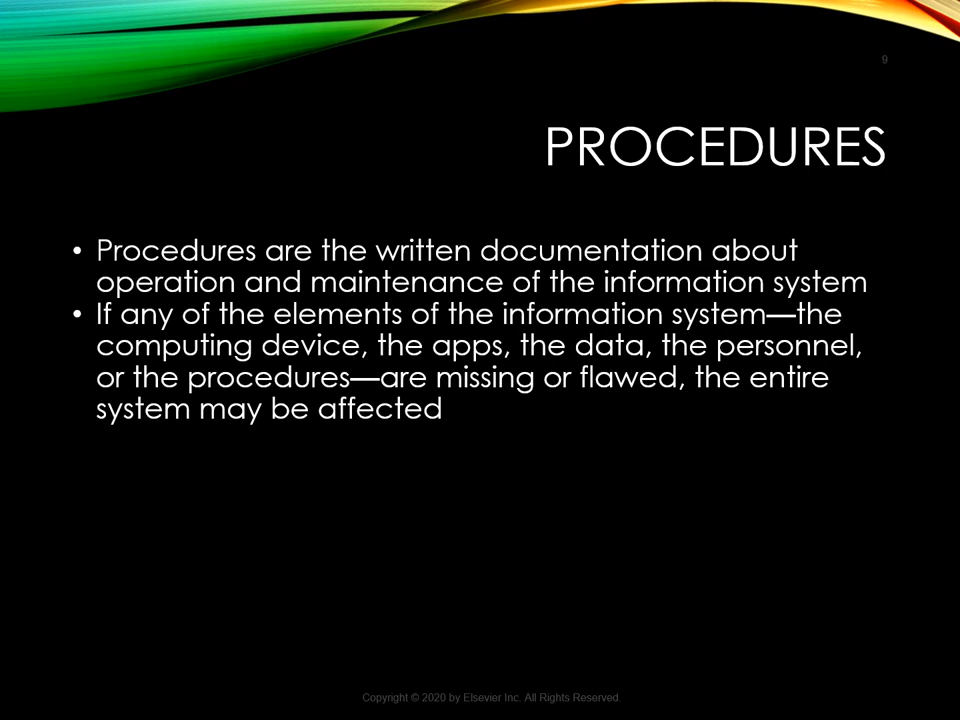 9
PROCEDURES
• Procedures are the written documentation about
operation and maintenance of the information system
• If any of the elements of the information system—the
computing device, the apps, the data, the personnel,
or the procedures—are missing or flawed, the entire
system may be affected
Copyright © 2020 by Elsevier Inc. All Rights Reserved.